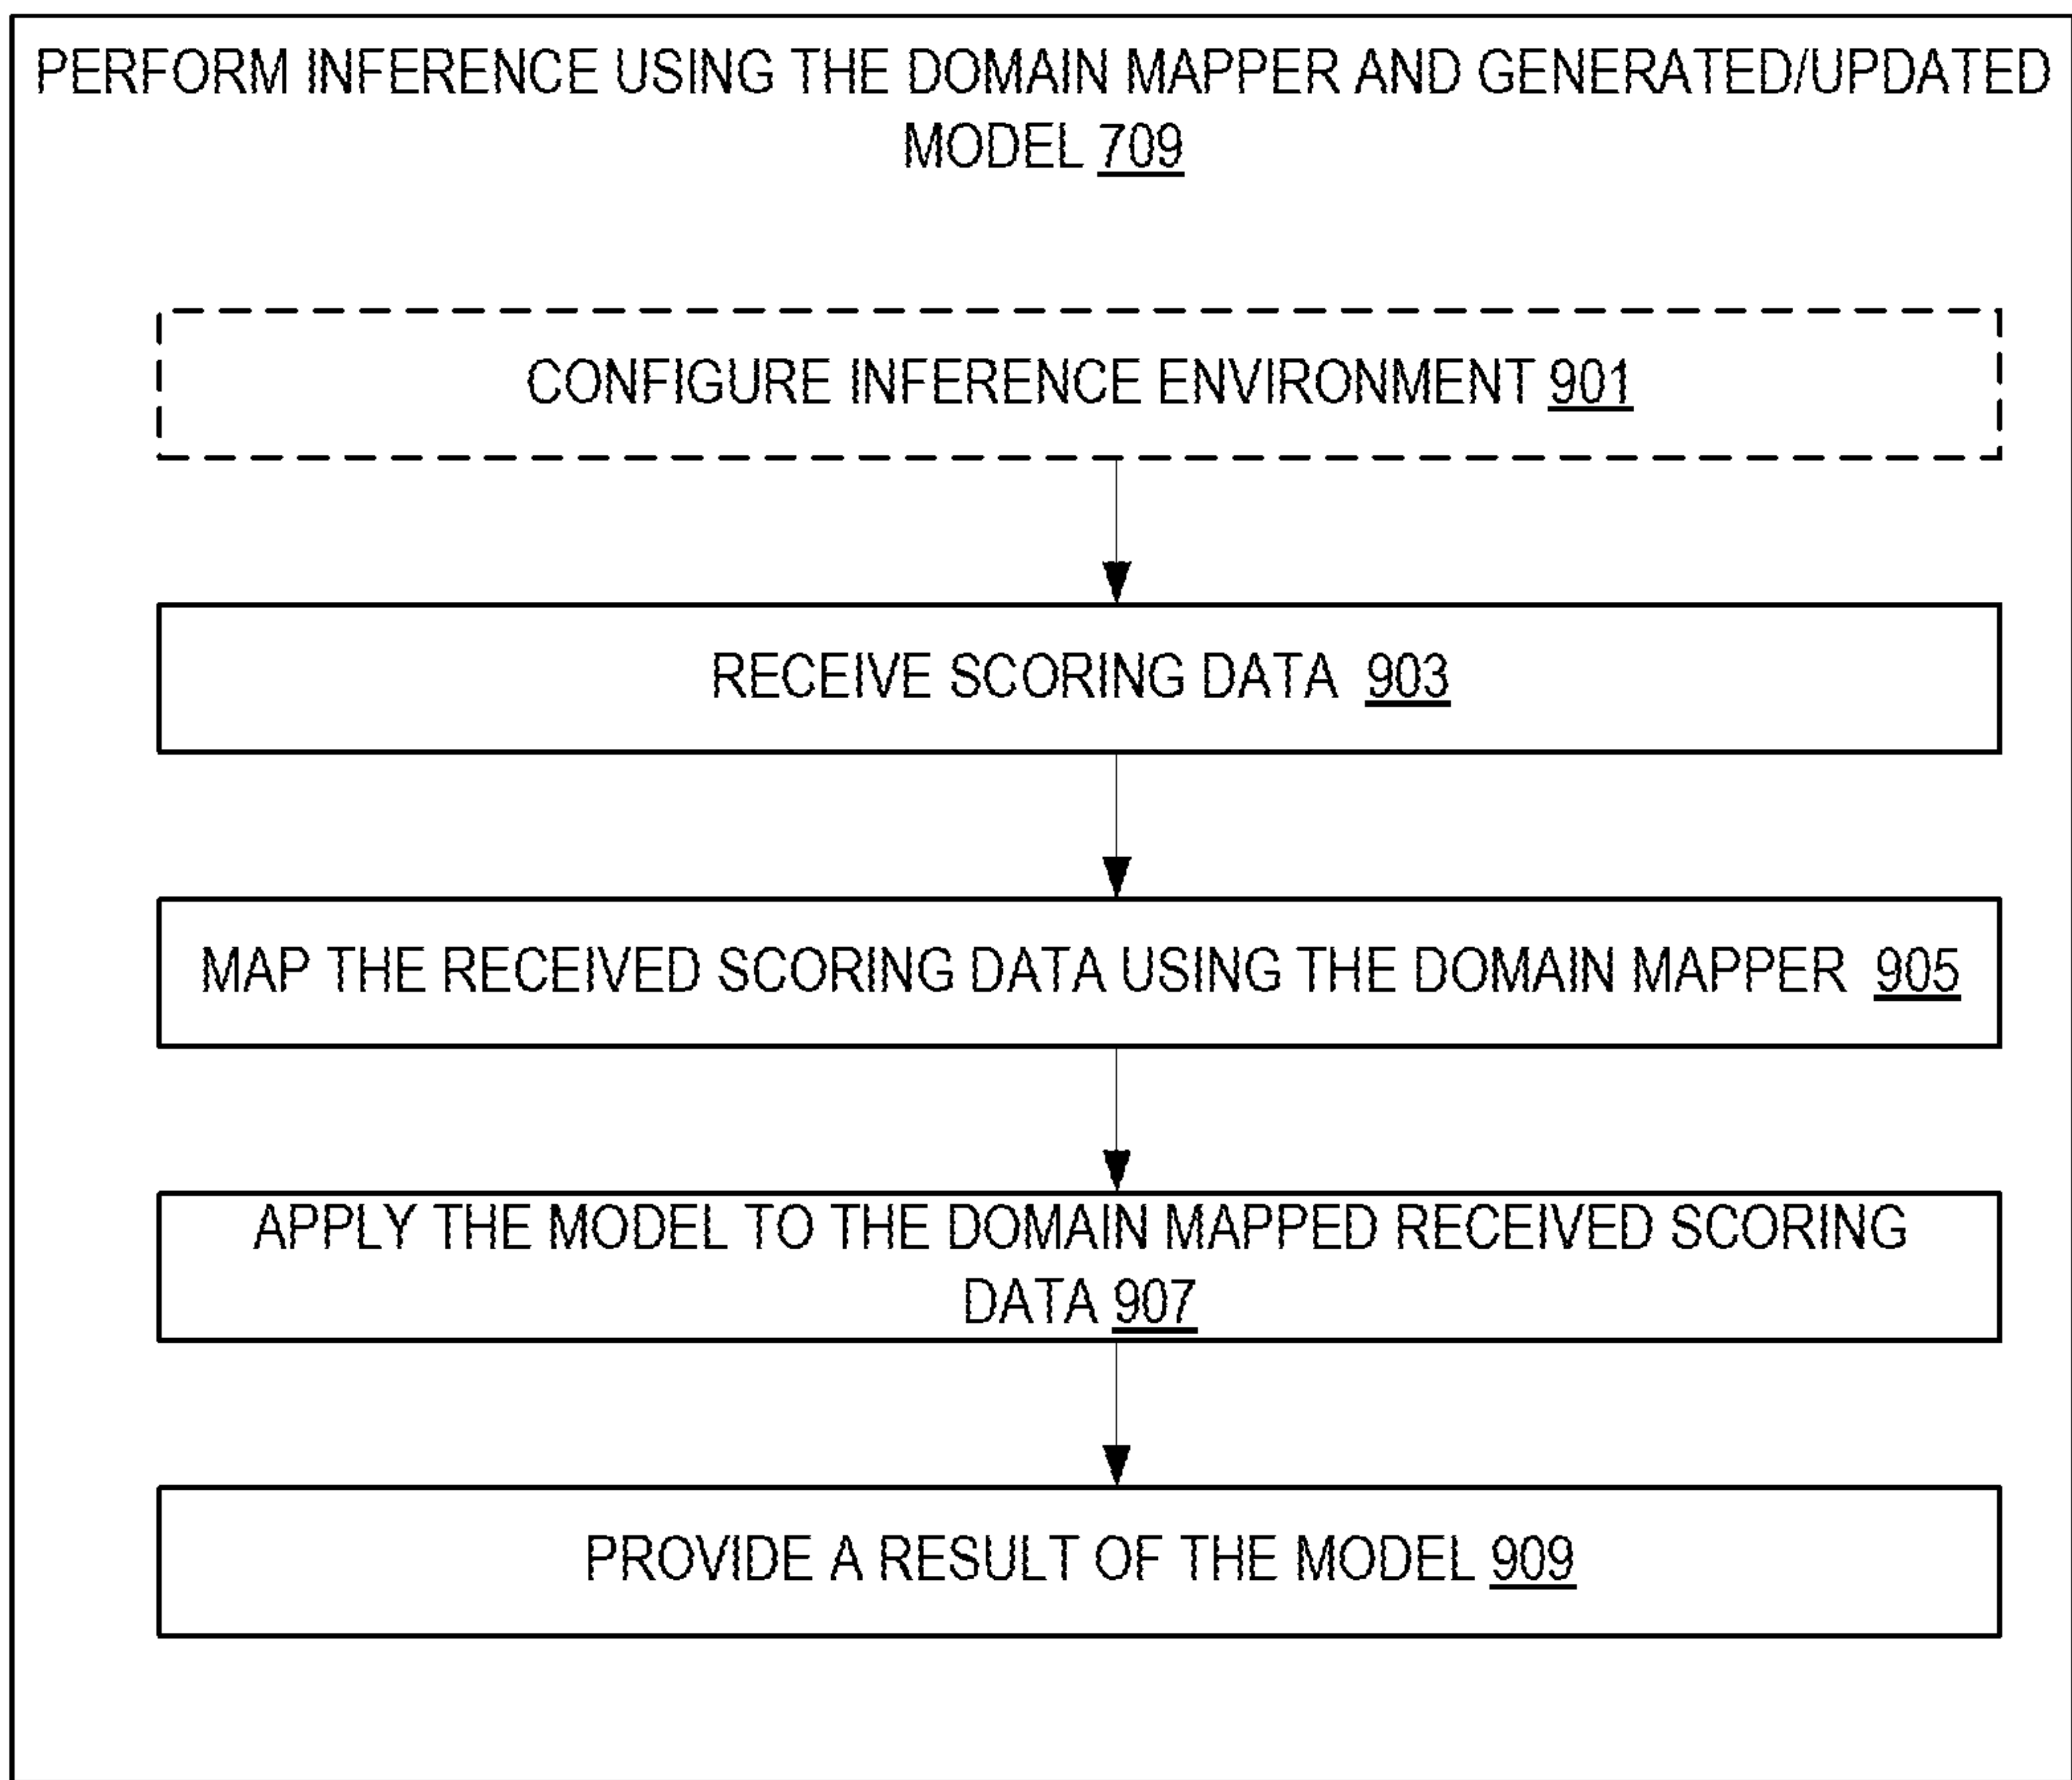 PERFORM INFERENCE USING THE DOMAIN MAPPER AND GENERATED/UPDATED
MODEL 709
CONFIGURE INFERENCE ENVIRONMENT 901
RECEIVE SCORING DATA 903
MAP THE RECEIVED SCORING DATA USING THE DOMAIN MAPPER 905
APPLY THE MODEL TO THE DOMAIN MAPPED RECEIVED SCORING
DATA 907
PROVIDE A RESULT OF THE MODEL 909